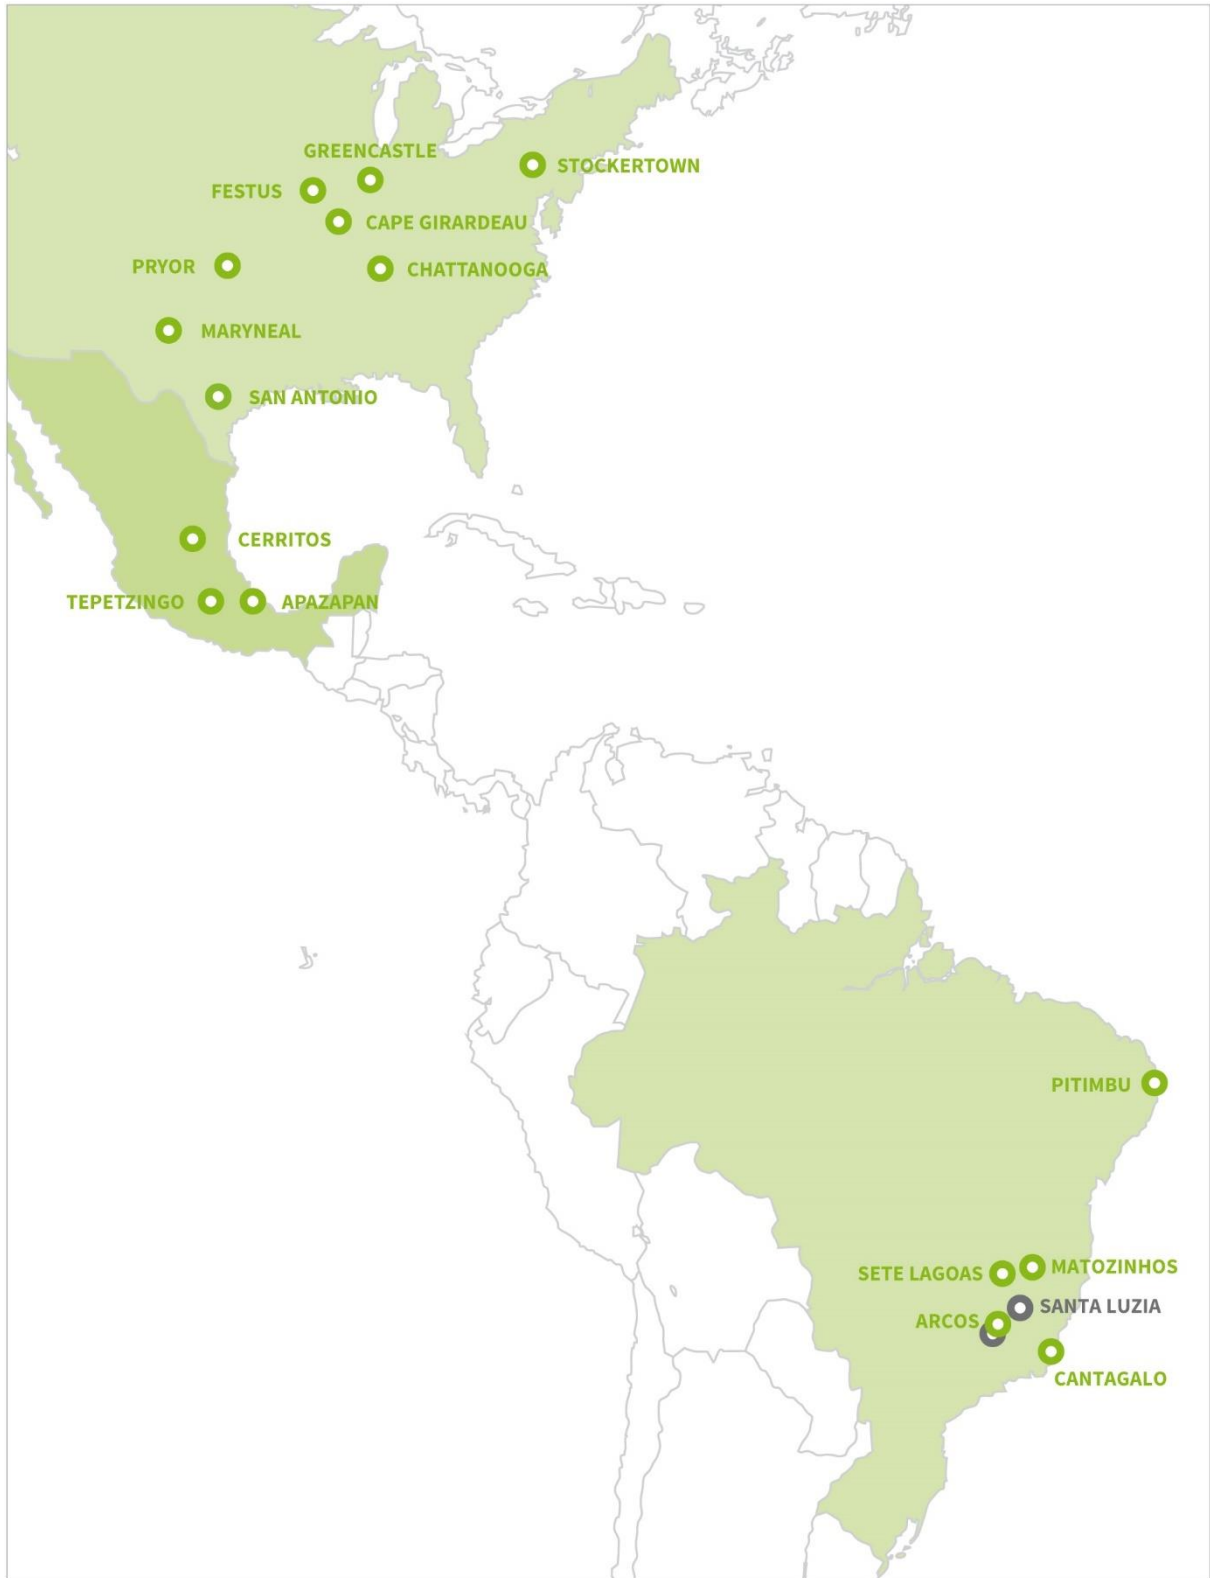 GREENCASTLE
STOCKERTOWN
FESTUS
CAPE GIRARDEAU
PRYOR
CHATTANOOGA
MARYNEAL
SAN ANTONIO
CERRITOS
TEPETZINGO
APAZAPAN
PITIMBU
SETE LAGOAS
MATOZINHOS
SANTA LUZIA
ARCOS
CANTAGALO